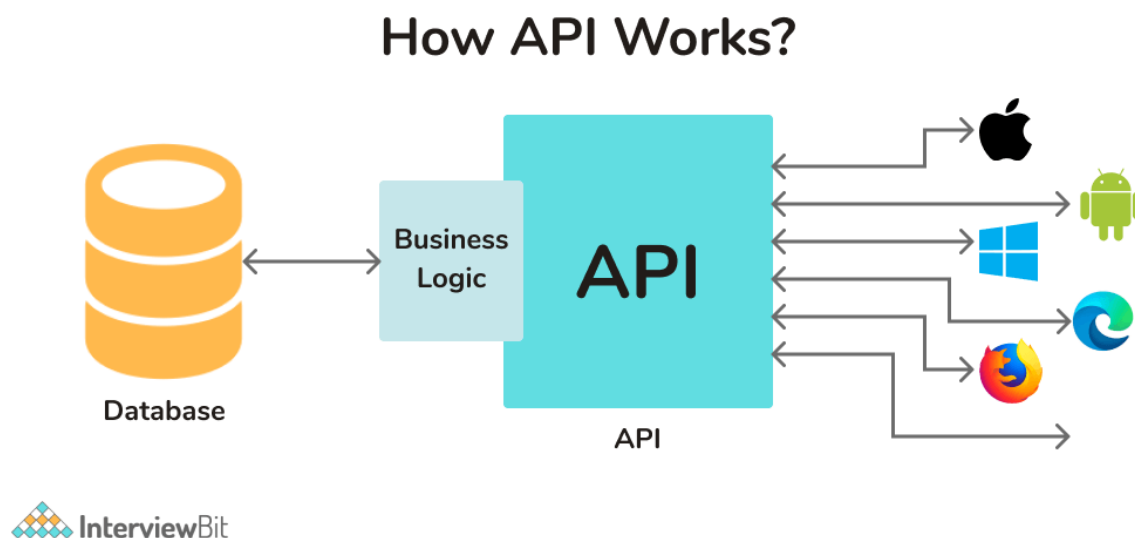 How API Works?
Business
Logic
API
Database
API
InterviewBit